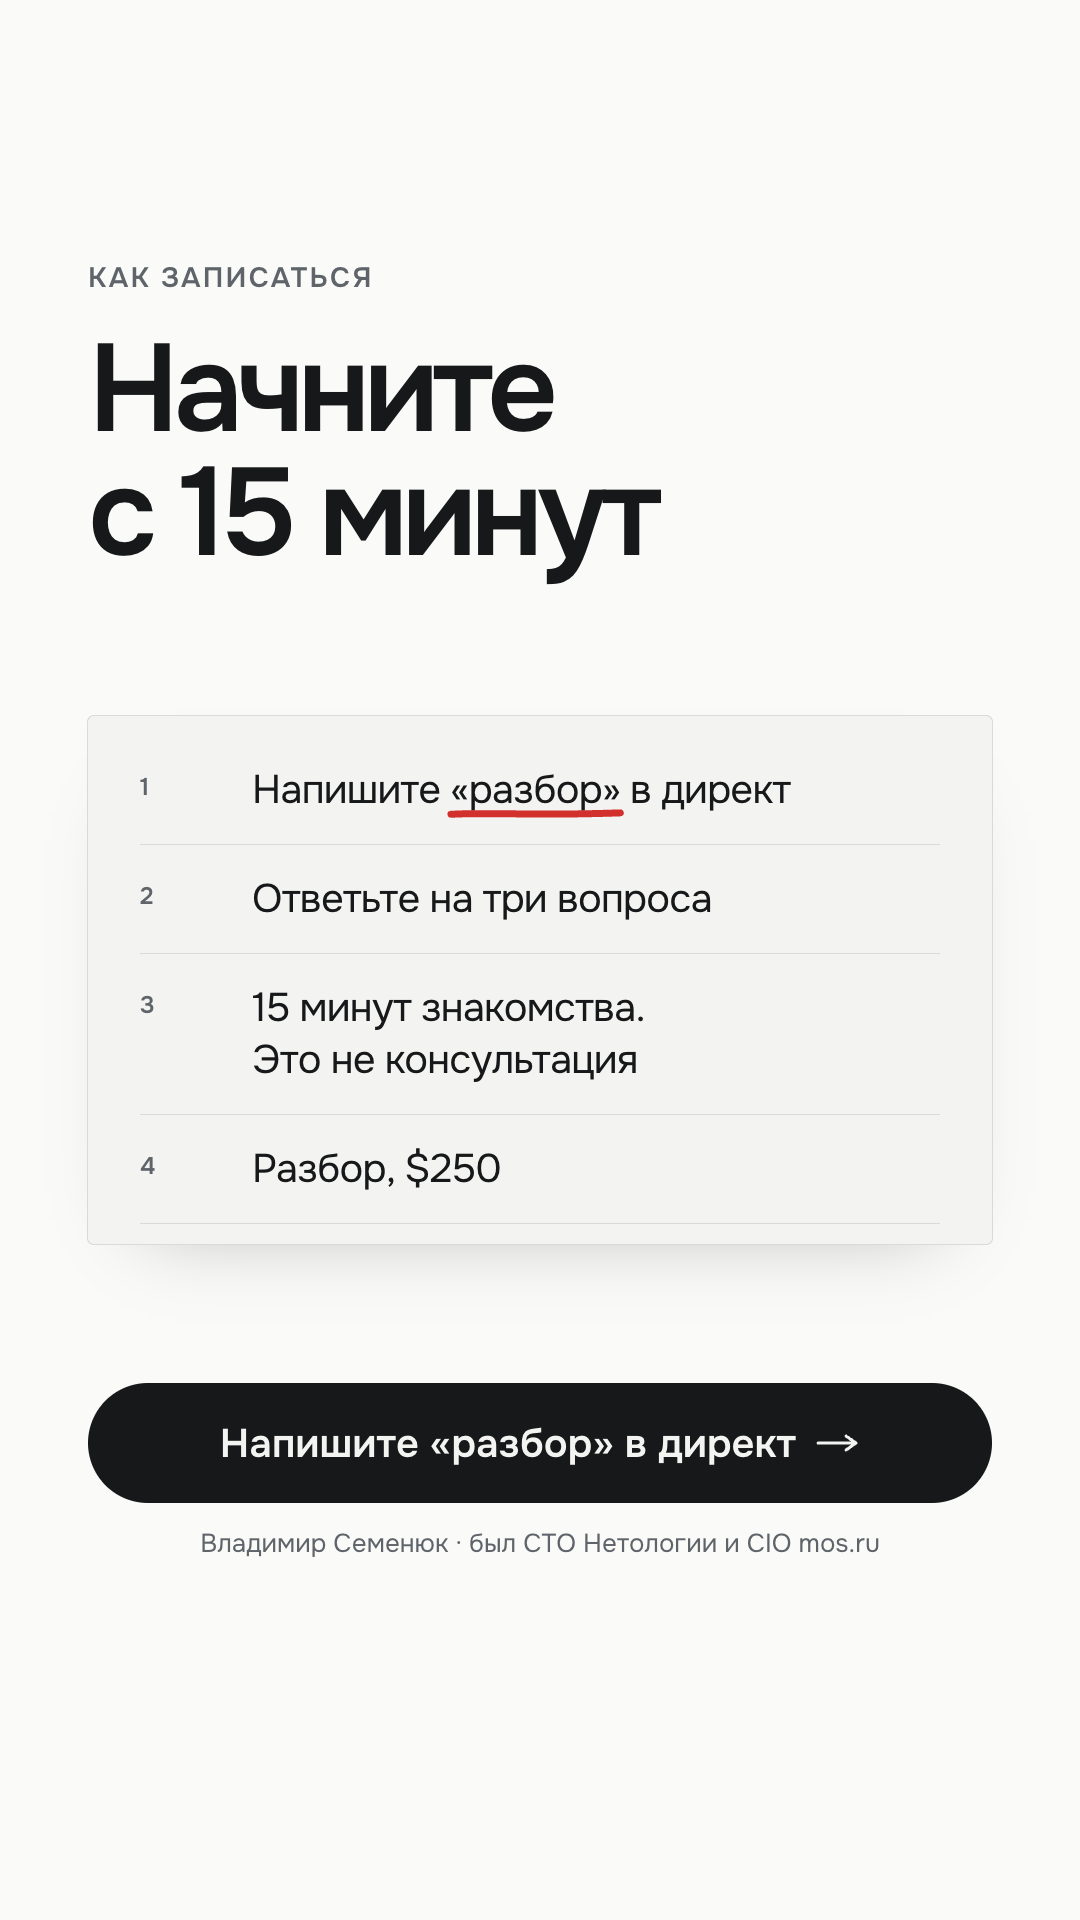 КАК ЗАПИСАТЬСЯ
Начните
с 15 минут
1 Напишите «разбор» в директ
2 Ответьте на три вопроса
3 15 минут знакомства.
Это не консультация
4 Разбор, $250
Напишите «разбор» в директ →
Владимир Семенюк · был CTO Нетологии и CIO mos.ru